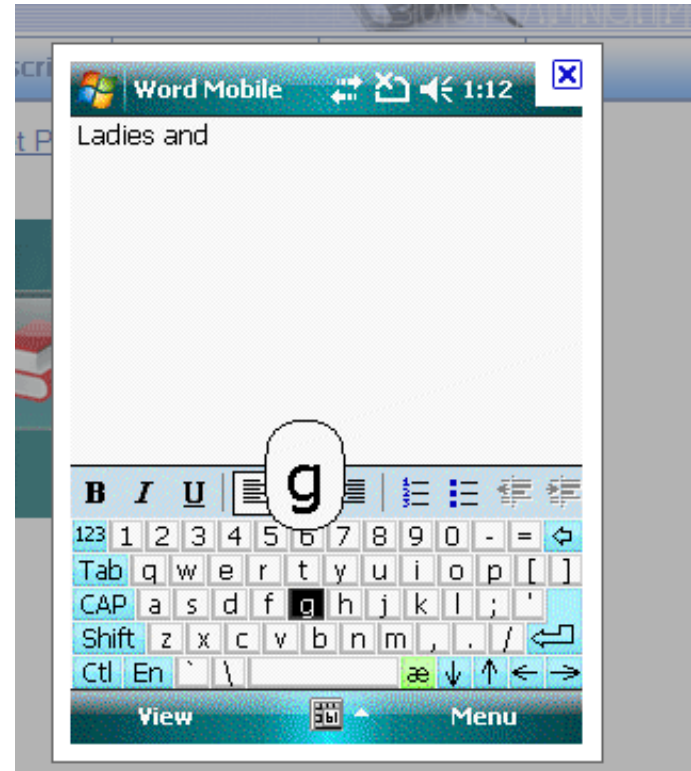 scri
Word Mobile 1:12
t P
Ladies and
g
B I U
123 1 2 3 4 5 6 7 8 9 0 - =
Tab q w e r t y u i o p [ ]
CAP a s d f g h j k l ; '
Shift z x c v b n m , . /
Ctl En ` \ æ
View Menu